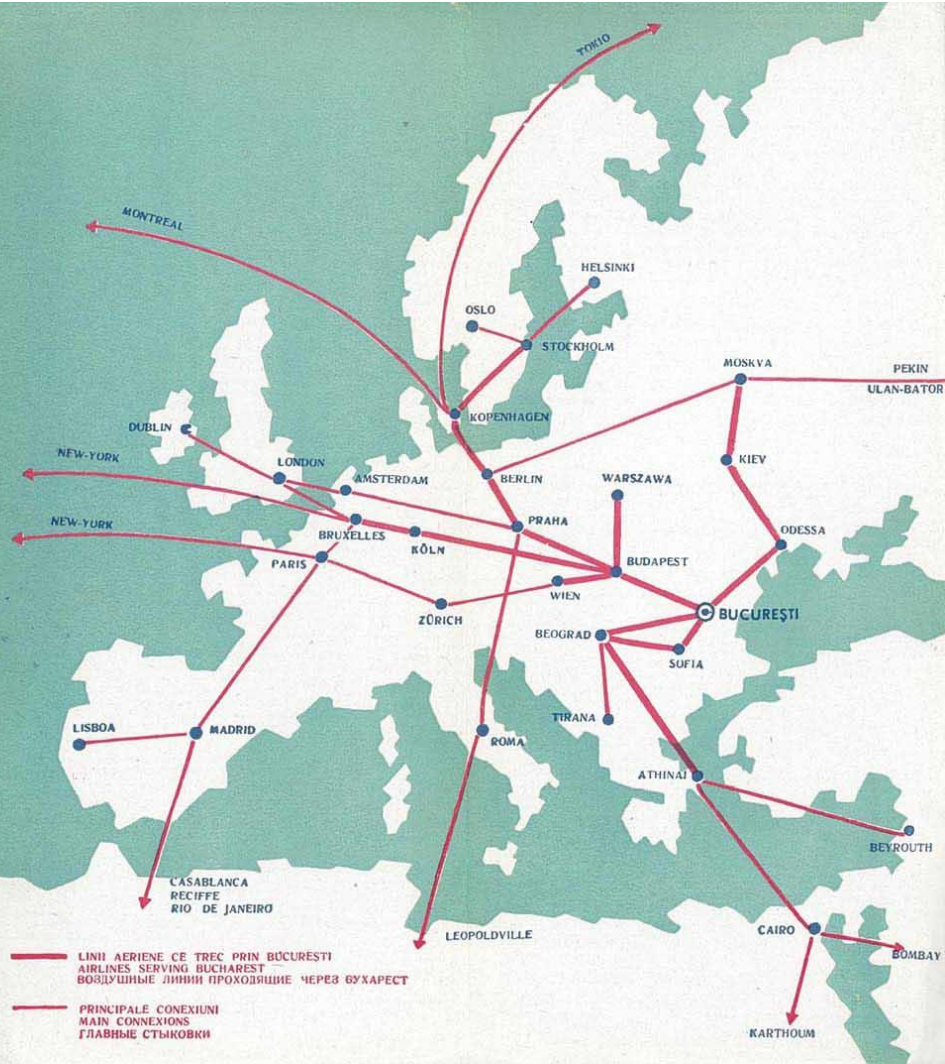 TOKIO
MONTREAL
HELSINKI
OSLO
STOCKHOLM
MOSKVA
PEKIN
ULAN-BATOR
KOPENHAGEN
DUBLIN
NEW-YORK
LONDON
AMSTERDAM
BERLIN
WARSZAWA
KIEV
NEW-YORK
BRUXELLES
KÖLN
PRAHA
ODESSA
PARIS
BUDAPEST
WIEN
ZÜRICH
BUCUREŞTI
BEOGRAD
SOFIA
LISBOA
MADRID
TIRANA
ROMA
ATHINAI
BEYROUTH
CASABLANCA
RECIFFE
RIO DE JANEIRO
LEOPOLDVILLE
CAIRO
BOMBAY
KARTHOUM
LINII AERIENE CE TREC PRIN BUCUREŞTI
AIRLINES SERVING BUCHAREST
ВОЗДУШНЫЕ ЛИНИИ ПРОХОДЯЩИЕ ЧЕРЕЗ БУХАРЕСТ
PRINCIPALE CONEXIUNI
MAIN CONNEXIONS
ГЛАВНЫЕ СТЫКОВКИ